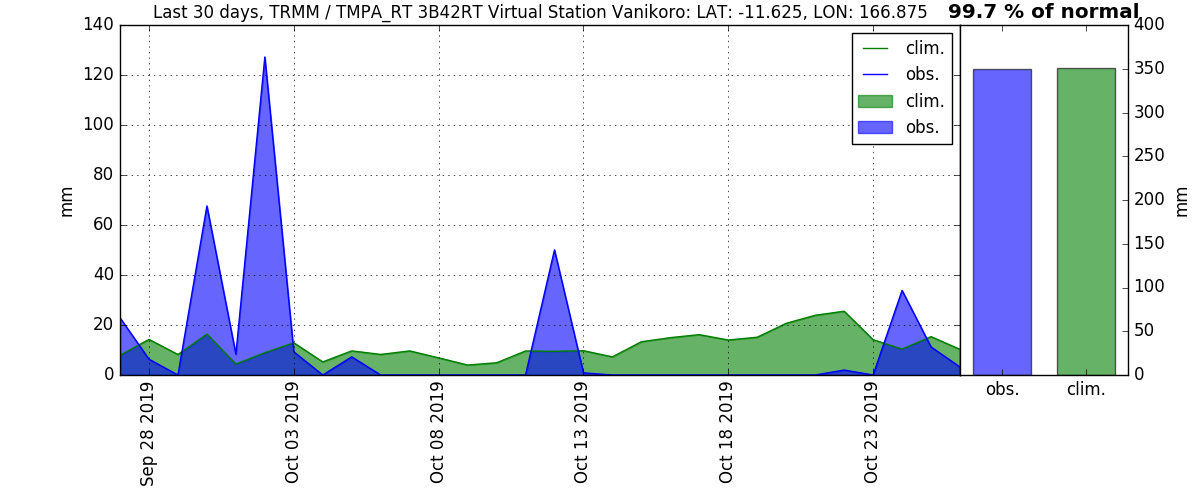 Last 30 days, TRMM / TMPA_RT 3B42RT Virtual Station Vanikoro: LAT: -11.625, LON: 166.875
99.7 % of normal
140
120
100
80
60
40
20
0
mm
clim.
obs.
clim.
obs.
400
350
300
250
200
150
100
50
0
mm
Sep 28 2019
Oct 03 2019
Oct 08 2019
Oct 13 2019
Oct 18 2019
Oct 23 2019
obs.
clim.